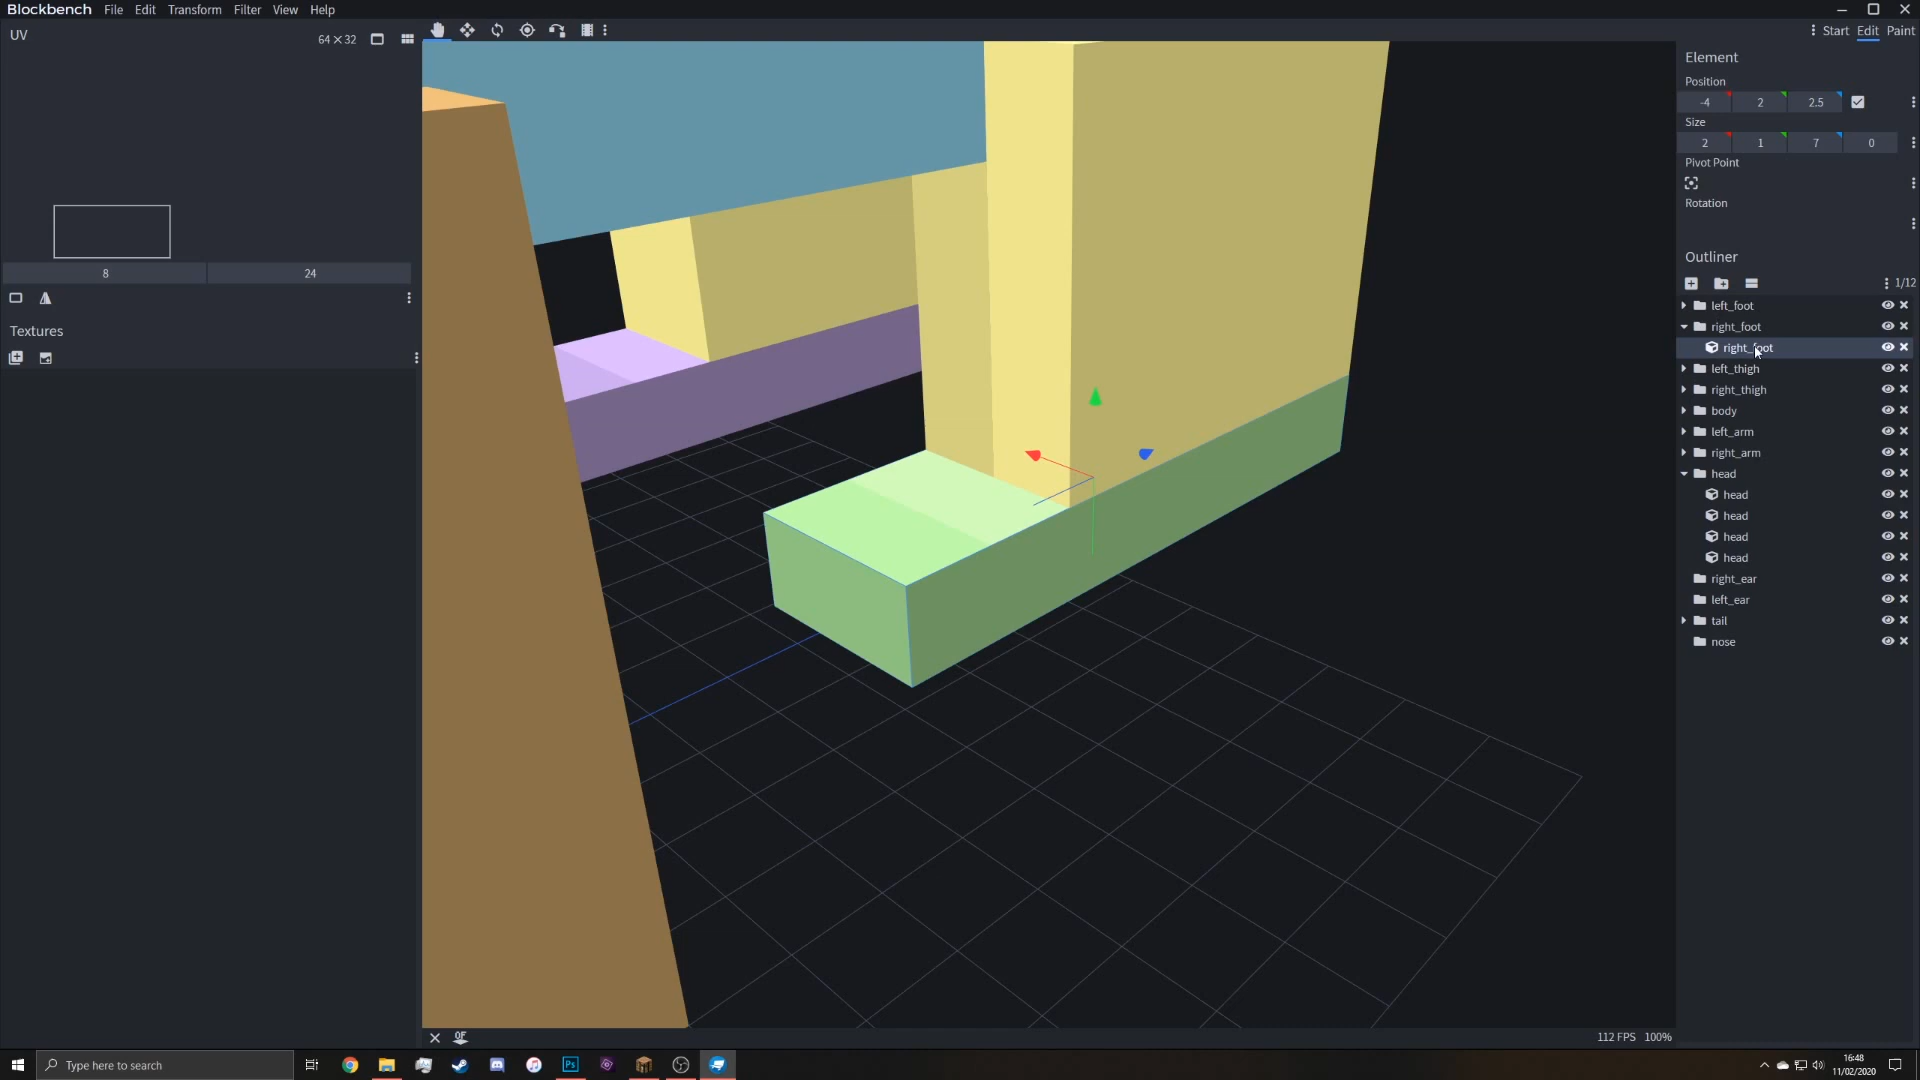 Blockbench File Edit Transform Filter View Help
UV
64 × 32
Start Edit Paint
Element
Position
-4 2 2.5
Size
2 1 7 0
Pivot Point
Rotation
Outliner
1/12
8 24
Textures
left_foot
right_foot
right_foot
left_thigh
right_thigh
body
left_arm
right_arm
head
head
head
head
head
right_ear
left_ear
tail
nose
112 FPS 100%
Type here to search
Ps
16:48
11/02/2020